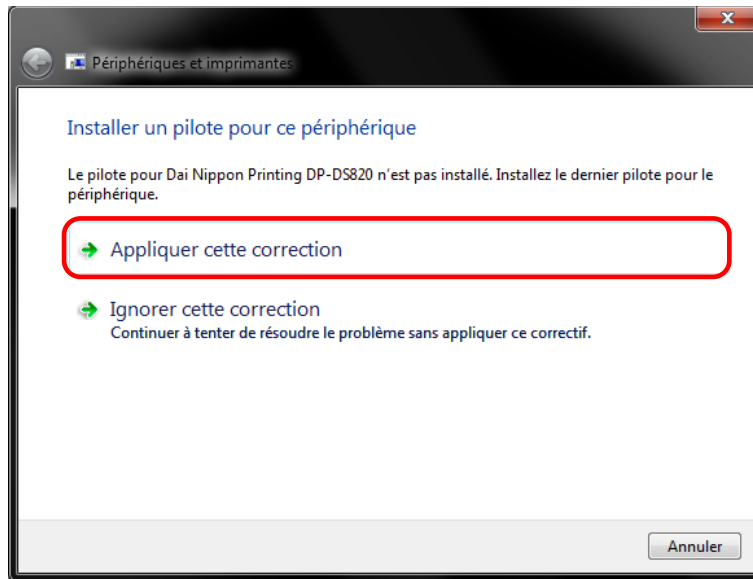 x
Périphériques et imprimantes
Installer un pilote pour ce périphérique
Le pilote pour Dai Nippon Printing DP-DS820 n'est pas installé. Installez le dernier pilote pour le
périphérique.
Appliquer cette correction
Ignorer cette correction
Continuer à tenter de résoudre le problème sans appliquer ce correctif.
Annuler